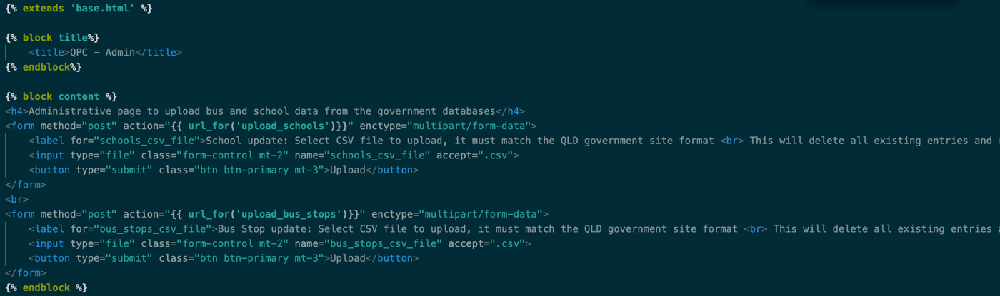 {% extends 'base.html' %}
{% block title%}
<title>QPC - Admin</title>
{% endblock%}
{% block content %}
<h4>Administrative page to upload bus and school data from the government databases</h4>
<form method="post" action="{{ url_for('upload_schools')}}" enctype="multipart/form-data">
<label for="schools_csv_file">School update: Select CSV file to upload, it must match the QLD government site format <br> This will delete all existing entries and
<input type="file" class="form-control mt-2" name="schools_csv_file" accept=".csv">
<button type="submit" class="btn btn-primary mt-3">Upload</button>
</form>
<br>
<form method="post" action="{{ url_for('upload_bus_stops')}}" enctype="multipart/form-data">
<label for="bus_stops_csv_file">Bus Stop update: Select CSV file to upload, it must match the QLD government site format <br> This will delete all existing entries
<input type="file" class="form-control mt-2" name="bus_stops_csv_file" accept=".csv">
<button type="submit" class="btn btn-primary mt-3">Upload</button>
</form>
{% endblock %}